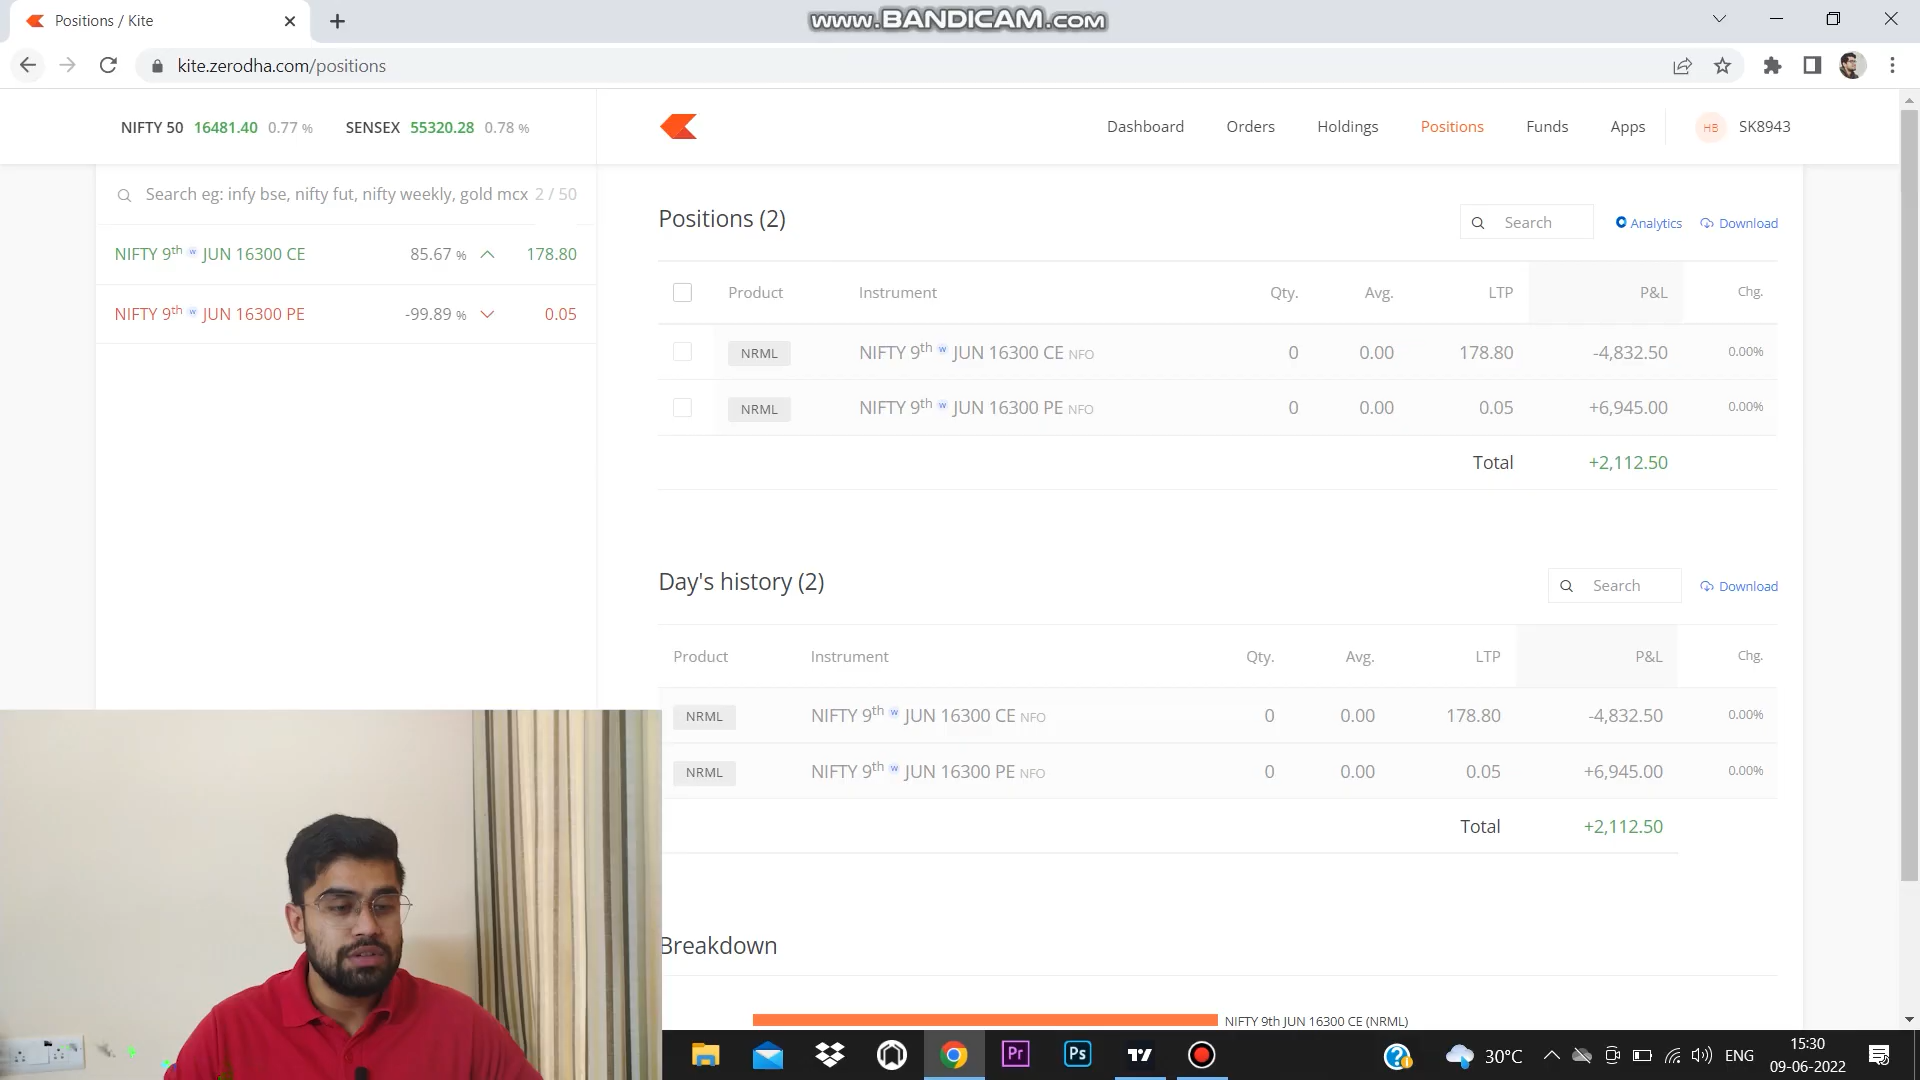 Positions / Kite
www.BANDICAM.com
kite.zerodha.com/positions
NIFTY 50 16481.40 0.77 % SENSEX 55320.28 0.78 %
Dashboard Orders Holdings Positions Funds Apps HB SK8943
Search eg: infy bse, nifty fut, nifty weekly, gold mcx 2 / 50
NIFTY 9th w JUN 16300 CE 85.67 % 178.80
NIFTY 9th w JUN 16300 PE -99.89 % 0.05
Positions (2) Search Analytics Download
Product Instrument Qty. Avg. LTP P&L Chg.
NRML NIFTY 9th w JUN 16300 CE NFO 0 0.00 178.80 -4,832.50 0.00%
NRML NIFTY 9th w JUN 16300 PE NFO 0 0.00 0.05 +6,945.00 0.00%
Total +2,112.50
Day's history (2) Search Download
Product Instrument Qty. Avg. LTP P&L Chg.
NRML NIFTY 9th w JUN 16300 CE NFO 0 0.00 178.80 -4,832.50 0.00%
NRML NIFTY 9th w JUN 16300 PE NFO 0 0.00 0.05 +6,945.00 0.00%
Total +2,112.50
Breakdown
NIFTY 9th JUN 16300 CE (NRML)
Pr Ps 30°C ENG 15:30
09-06-2022